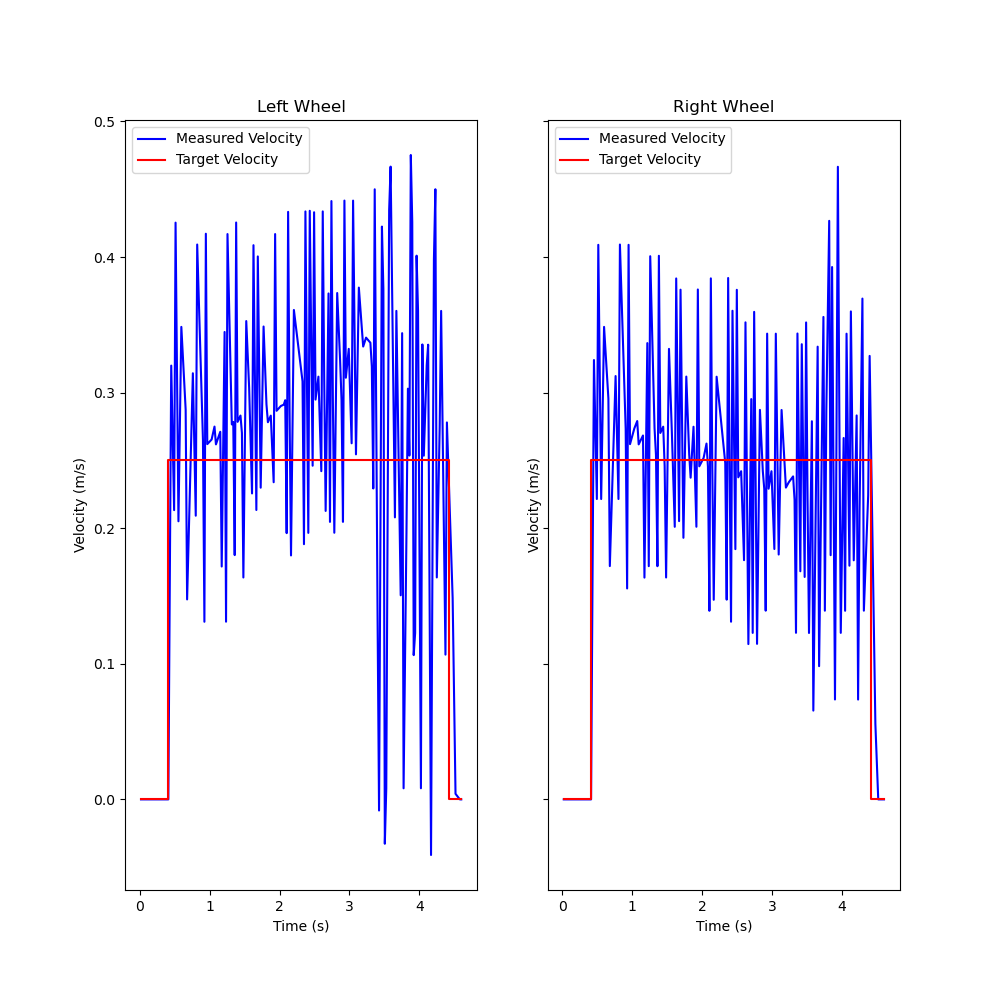 Left Wheel
Measured Velocity
Target Velocity
0.5
0.4
0.3
0.2
0.1
0.0
Velocity (m/s)
0 1 2 3 4
Time (s)
Right Wheel
Measured Velocity
Target Velocity
Velocity (m/s)
0 1 2 3 4
Time (s)